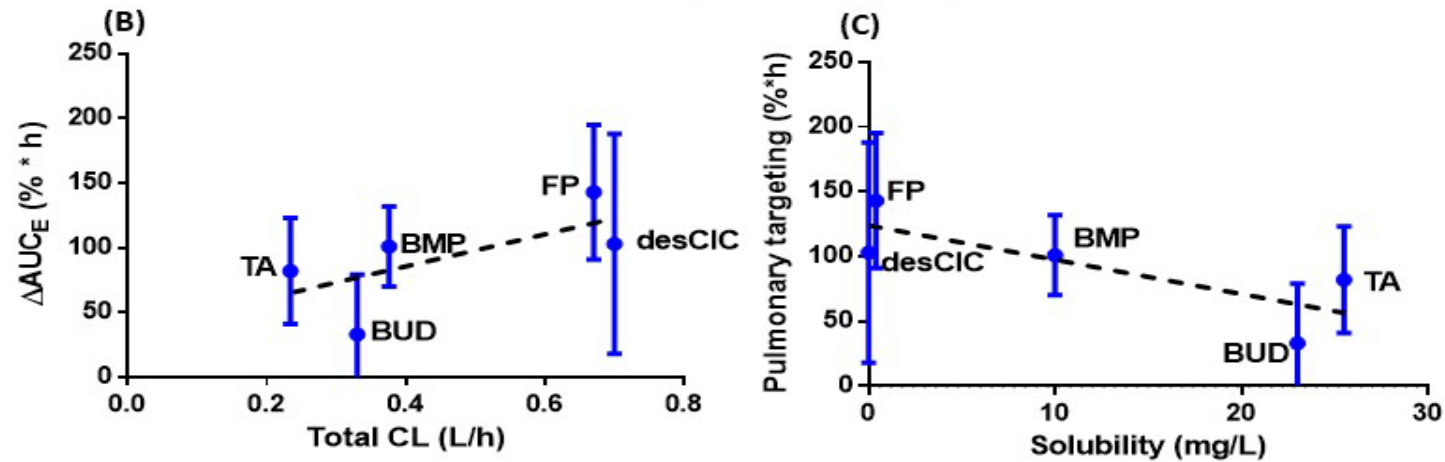 (B)
250
200
150
100
50
0
ΔAUCE (% * h)
TA
BUD
BMP
FP
desCIC
0.0
0.2
0.4
0.6
0.8
Total CL (L/h)
(C)
250
200
150
100
50
0
Pulmonary targeting (%*h)
FP
desCIC
BMP
BUD
TA
0
10
20
30
Solubility (mg/L)